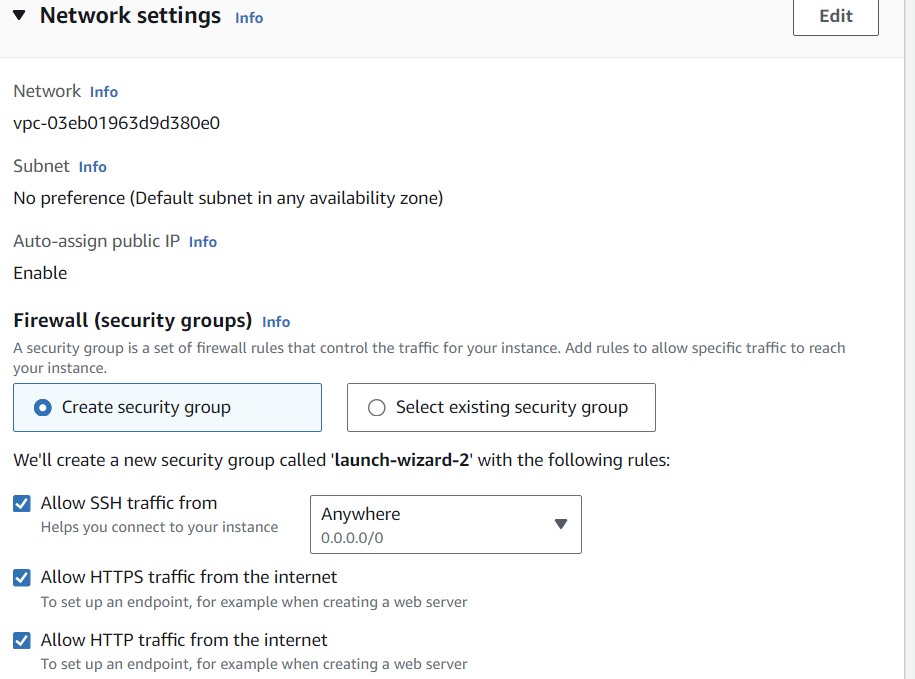 Network settings Info
Edit
Network Info
vpc-03eb01963d9d380e0
Subnet Info
No preference (Default subnet in any availability zone)
Auto-assign public IP Info
Enable
Firewall (security groups) Info
A security group is a set of firewall rules that control the traffic for your instance. Add rules to allow specific traffic to reach
your instance.
Create security group
Select existing security group
We'll create a new security group called 'launch-wizard-2' with the following rules:
Allow SSH traffic from
Helps you connect to your instance
Anywhere
0.0.0.0/0
Allow HTTPS traffic from the internet
To set up an endpoint, for example when creating a web server
Allow HTTP traffic from the internet
To set up an endpoint, for example when creating a web server